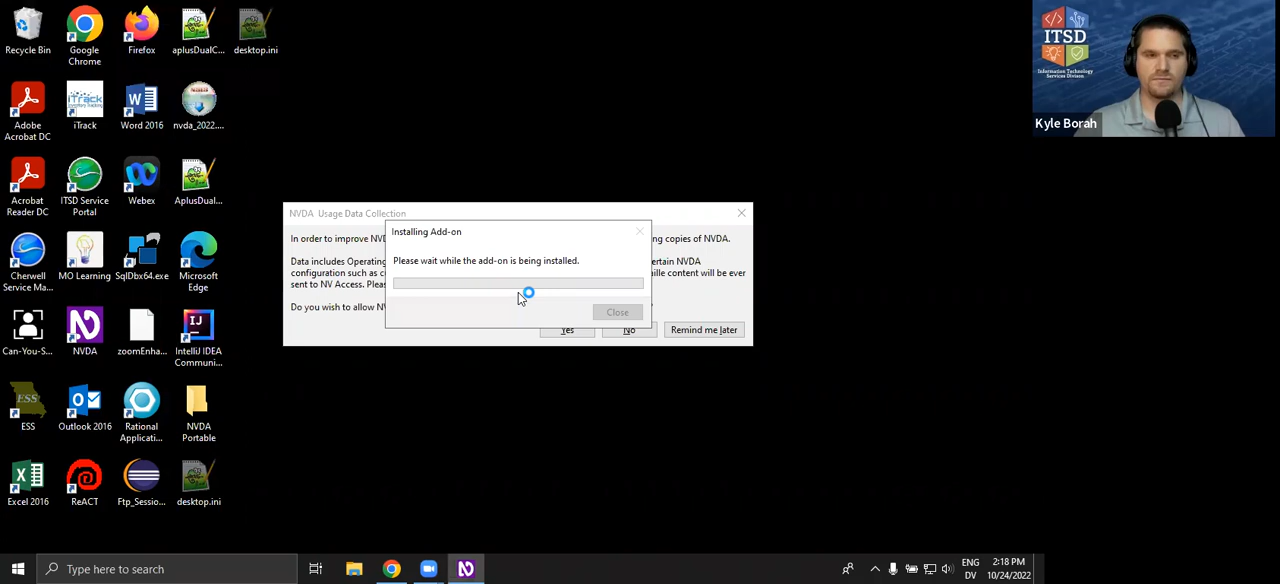 Recycle Bin
Google Chrome
Firefox
aplusDualC...
desktop.ini
Adobe Acrobat DC
iTrack
Word 2016
nvda_2022....
Acrobat Reader DC
ITSD Service Portal
Webex
AplusDual...
Cherwell Service Ma...
MO Learning
SqlDbx64.exe
Microsoft Edge
Can-You-S...
NVDA
zoomEnha...
IntelliJ IDEA Communi...
ESS
ESS
Outlook 2016
Rational Applicati...
NVDA Portable
Excel 2016
ReACT
Ftp_Sessio...
desktop.ini
NVDA Usage Data Collection
In order to improve NVD
ng copies of NVDA.
Data includes Operating
ertain NVDA
configuration such as c
ille content will be ever
sent to NV Access. Pleas
Do you wish to allow NV
Yes
No
Remind me later
Installing Add-on
Please wait while the add-on is being installed.
Close
ITSD
Information Technology
Services Division
Kyle Borah
Type here to search
ENG
DV
2:18 PM
10/24/2022